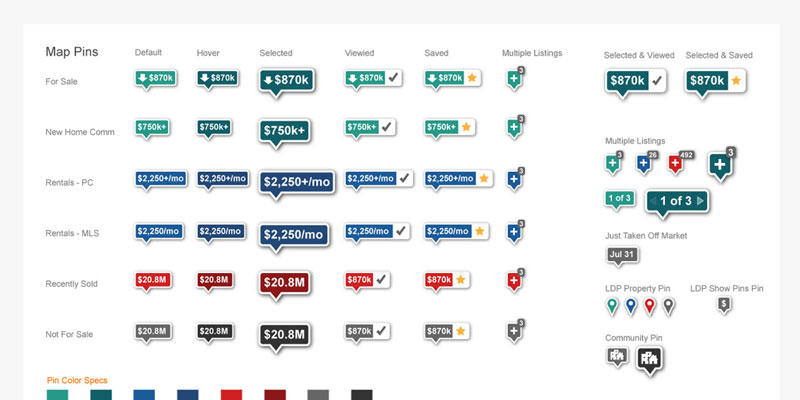 Map Pins Default Hover Selected Viewied Saved Multiple Listings Selected & Viewed Selected & Saved
For Sale $870k $870k $870k $870k $870k 3 $870k $870k
New Home Comm $750k+ $750k+ $750k+ $750k+ $750k+ 3
Multiple Listings
3 26 492 3
Rentals - PC $2,250+/mo $2,250+/mo $2,250+/mo $2,250+/mo $2,250+/mo 3
1 of 3 1 of 3
Rentals - MLS $2,250/mo $2,250/mo $2,250/mo $2,250/mo $2,250/mo 3
Just Taken Off Market
Jul 31
Recently Sold $20.8M $20.8M $20.8M $870k $870k 3
LDP Property Pin LDP Show Pins Pin
$
Not For Sale $20.8M $20.8M $20.8M $870k $870k 3
Community Pin
Pin Color Specs